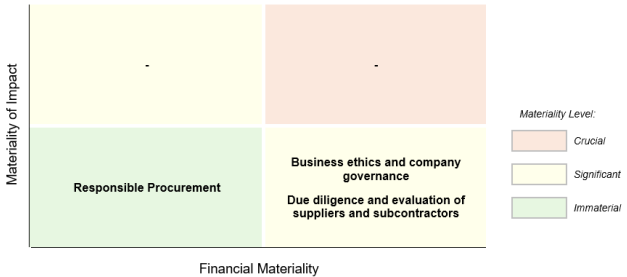 Materiality of Impact
-
-
Responsible Procurement
Business ethics and company
governance
Due diligence and evaluation of
suppliers and subcontractors
Financial Materiality
Materiality Level:
Crucial
Significant
Immaterial